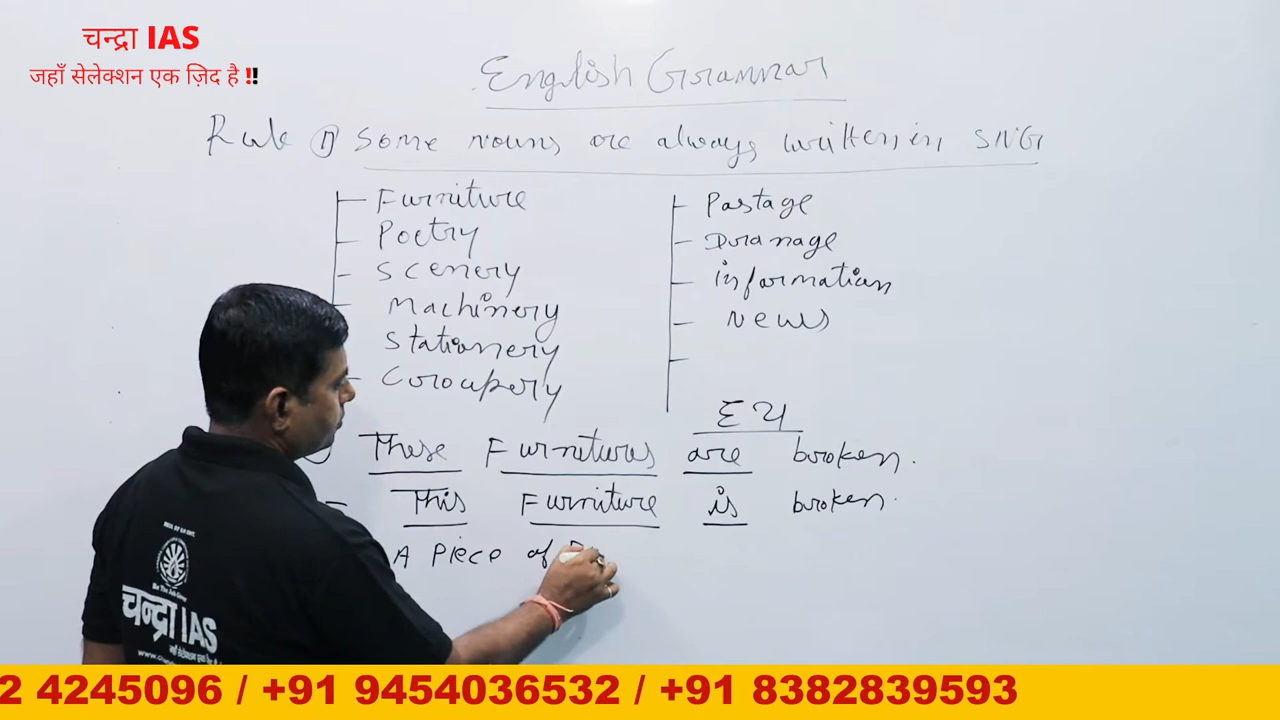 चन्द्रा IAS
जहाँ सेलेक्शन एक ज़िद है !!
English Grammar
Rule ① Some nouns are always written in SNG
Furniture
Poetry
Scenery
Machinery
Stationery
Crockery
Postage
Dranage
information
News
EX
These Furnitures are broken.
This Furniture is broken.
A Piece of
चन्द्रा IAS
2 4245096 / +91 9454036532 / +91 8382839593